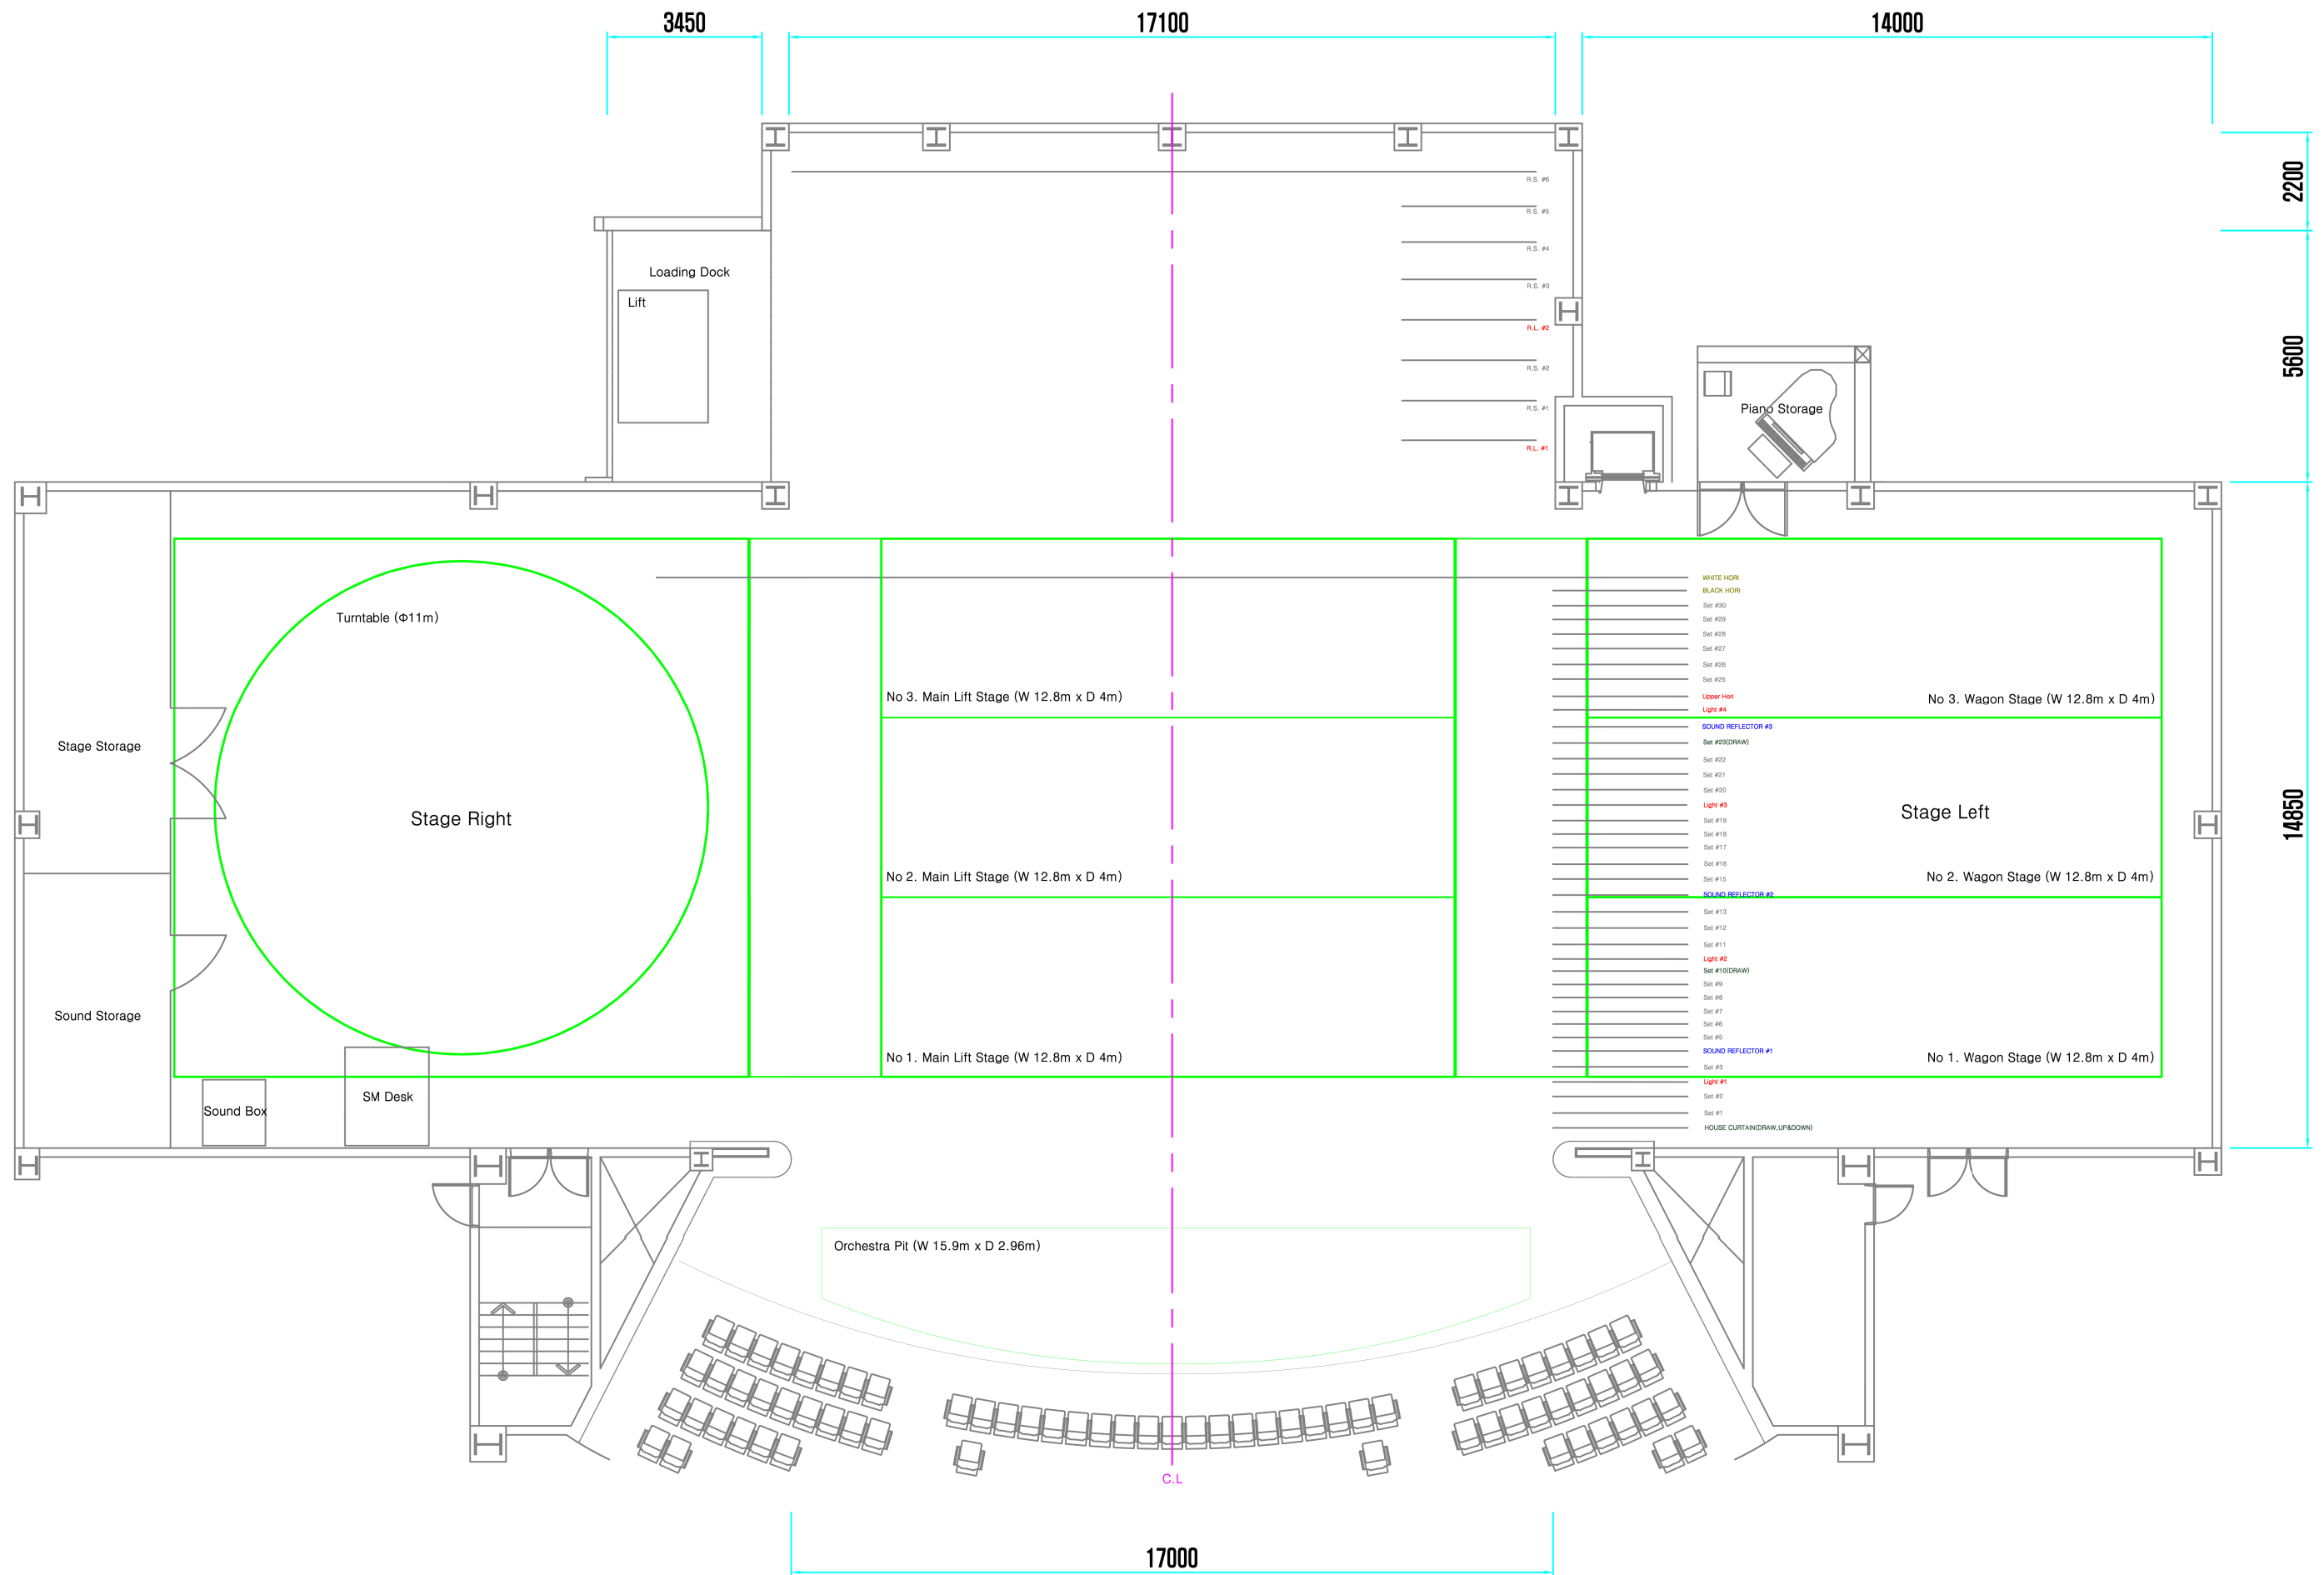 3450
17100
14000
2200
5600
14850
R.S. #6
R.S. #5
R.S. #4
R.S. #3
R.L. #2
R.S. #2
R.S. #1
R.L. #1
Loading Dock
Lift
Piano Storage
Turntable (Φ11m)
Stage Storage
Stage Right
Sound Storage
Sound Box
SM Desk
No 3. Main Lift Stage (W 12.8m x D 4m)
No 2. Main Lift Stage (W 12.8m x D 4m)
No 1. Main Lift Stage (W 12.8m x D 4m)
WHITE HORI
BLACK HORI
Set #30
Set #29
Set #28
Set #27
Set #26
Set #25
Upper Hori
Light #4
SOUND REFLECTOR #3
Set #23(DRAW)
Set #22
Set #21
Set #20
Light #3
Set #19
Set #18
Set #17
Set #16
Set #15
SOUND REFLECTOR #2
Set #13
Set #12
Set #11
Light #2
Set #10(DRAW)
Set #9
Set #8
Set #7
Set #6
Set #5
SOUND REFLECTOR #1
Set #3
Light #1
Set #2
Set #1
HOUSE CURTAIN(DRAW,UP&DOWN)
No 3. Wagon Stage (W 12.8m x D 4m)
Stage Left
No 2. Wagon Stage (W 12.8m x D 4m)
No 1. Wagon Stage (W 12.8m x D 4m)
Orchestra Pit (W 15.9m x D 2.96m)
C.L
17000